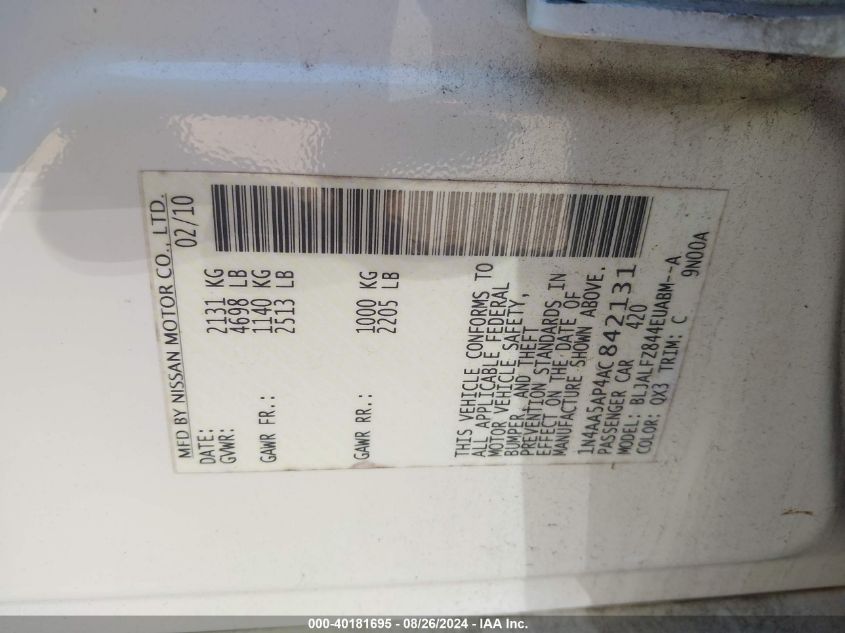 MFD BY NISSAN MOTOR CO., LTD.
DATE: 02/10
GVWR: 2131 KG
4698 LB
GAWR FR.: 1140 KG
2513 LB
GAWR RR.: 1000 KG
2205 LB
THIS VEHICLE CONFORMS TO
ALL APPLICABLE FEDERAL
MOTOR VEHICLE SAFETY,
BUMPER, AND THEFT
PREVENTION STANDARDS IN
EFFECT ON THE DATE OF
MANUFACTURE SHOWN ABOVE.
1N4AA5AP4AC842131
PASSENGER CAR 420
MODEL: BLJALFZ844EUABM--A
COLOR: QX3 TRIM: C 9N00A
000-40181695 - 08/26/2024 - IAA Inc.